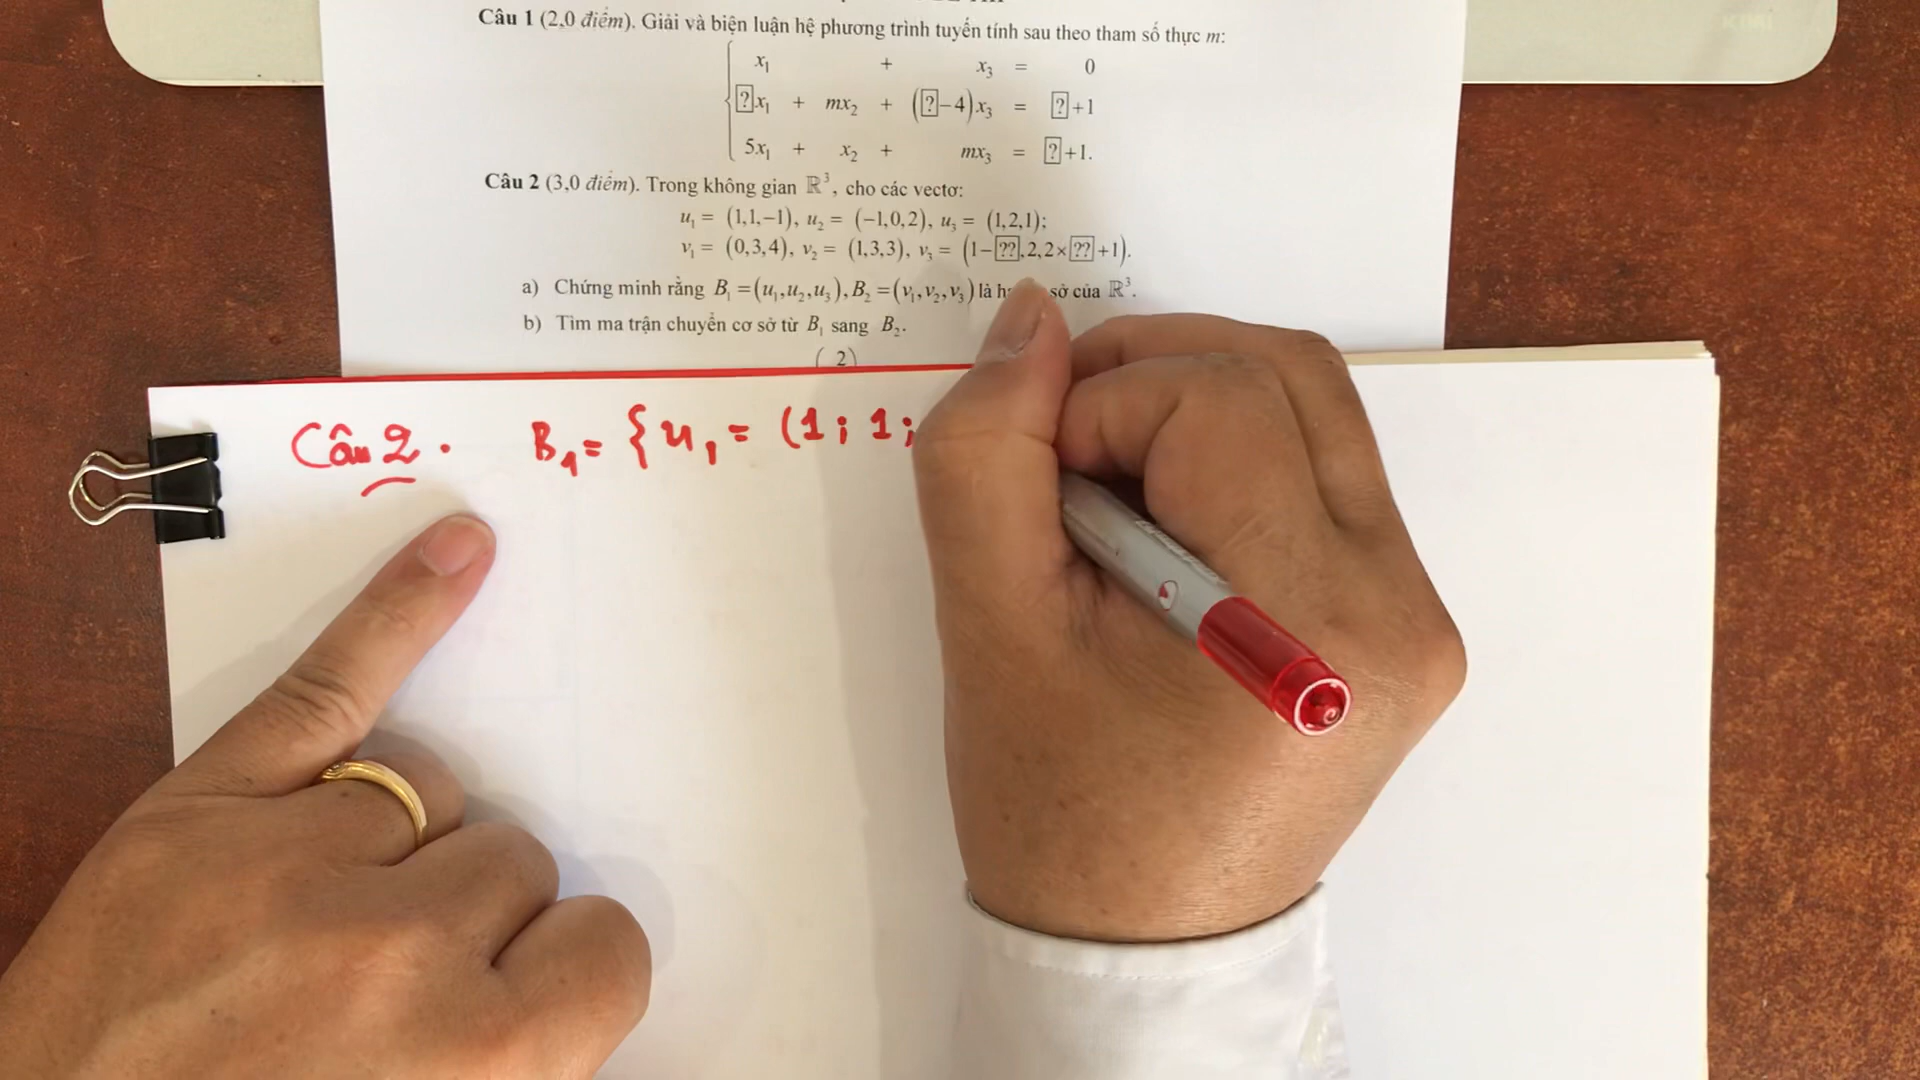 Câu 1 (2,0 điểm). Giải và biện luận hệ phương trình tuyến tính sau theo tham số thực m:
x₁ + x₃ = 0
[?]x₁ + mx₂ + ([?]−4)x₃ = [?]+1
5x₁ + x₂ + mx₃ = [?]+1.
Câu 2 (3,0 điểm). Trong không gian ℝ³, cho các vectơ:
u₁ = (1,1,−1), u₂ = (−1,0,2), u₃ = (1,2,1);
v₁ = (0,3,4), v₂ = (1,3,3), v₃ = (1−[??],2,2×[??]+1).
a) Chứng minh rằng B₁ = (u₁,u₂,u₃), B₂ = (v₁,v₂,v₃) là sở của ℝ³.
b) Tìm ma trận chuyển cơ sở từ B₁ sang B₂.
( 2)
Câu 2. B₁ = { u₁ = (1; 1;